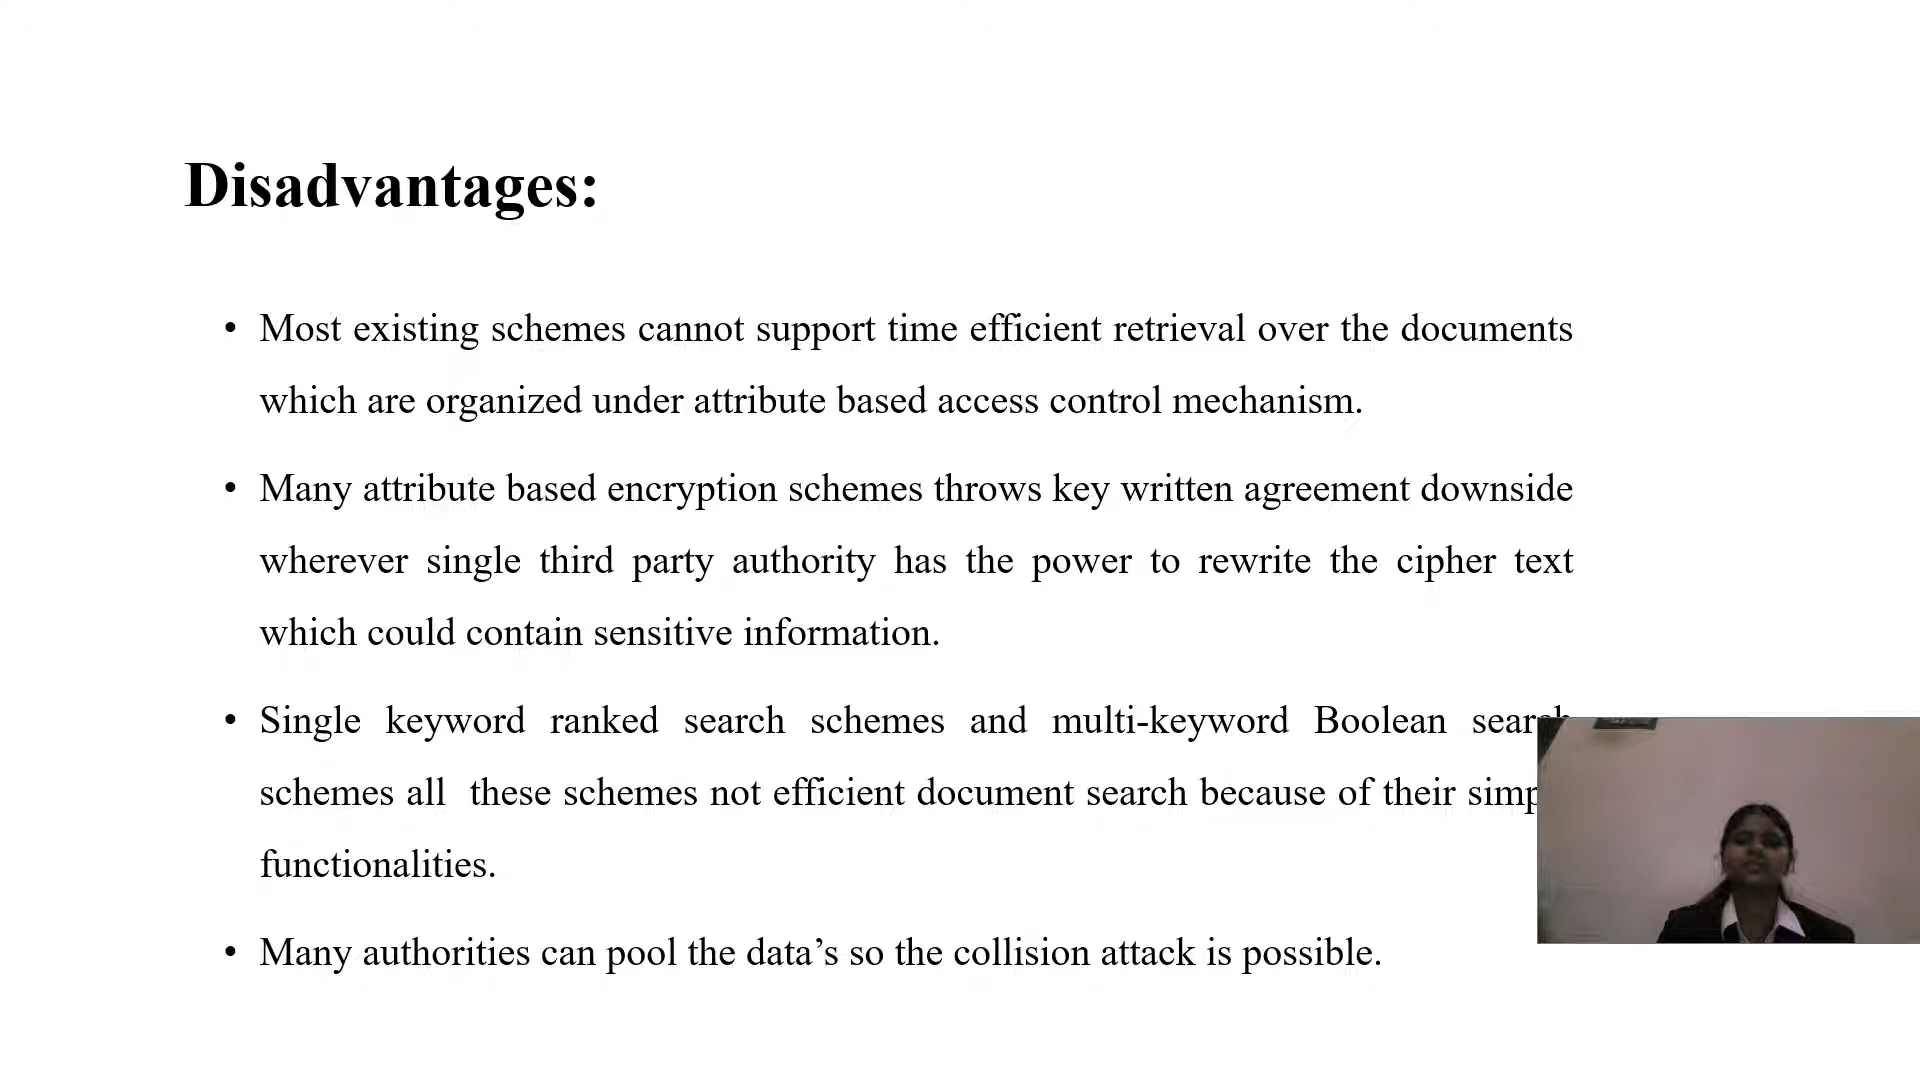 Disadvantages:
• Most existing schemes cannot support time efficient retrieval over the documents
which are organized under attribute based access control mechanism.
• Many attribute based encryption schemes throws key written agreement downside
wherever single third party authority has the power to rewrite the cipher text
which could contain sensitive information.
• Single keyword ranked search schemes and multi-keyword Boolean search
schemes all these schemes not efficient document search because of their
functionalities.
• Many authorities can pool the data’s so the collision attack is possible.